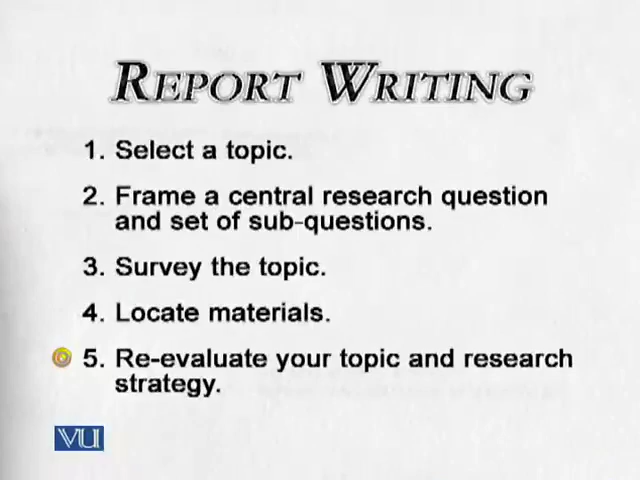 REPORT WRITING
1. Select a topic.
2. Frame a central research question
and set of sub-questions.
3. Survey the topic.
4. Locate materials.
5. Re-evaluate your topic and research
strategy.
VU